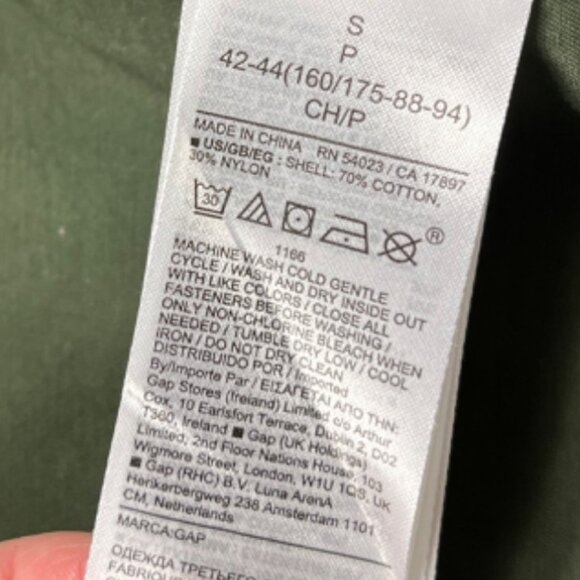 S
P
42-44(160/175-88-94)
CH/P
MADE IN CHINA RN 54023 / CA 17897
■ US/GB/EG : SHELL: 70% COTTON,
30% NYLON
30
®
1166
MACHINE WASH COLD GENTLE
CYCLE / WASH AND DRY INSIDE OUT
WITH LIKE COLORS / CLOSE ALL
FASTENERS BEFORE WASHING /
ONLY NON-CHLORINE BLEACH WHEN
NEEDED / TUMBLE DRY LOW / COOL
IRON / DO NOT DRY CLEAN
DISTRIBUIDO POR / Imported
By/Importe Par / ΕΙΣΑΓΕΤΑΙ ΑΠΟ ΤΗΝ:
Gap Stores (Ireland) Limited c/o Arthur
Cox, 10 Earlsfort Terrace, Dublin 2, D02
T380, Ireland ■ Gap (UK Holdings)
Limited, 2nd Floor Nations House, 103
Wigmore Street, London, W1U 1QS, UK
■ Gap (RHC) B.V. Luna ArenA
Herikerbergweg 238 Amsterdam 1101
CM, Netherlands
MARCA:GAP
ОДЕЖДА ТРЕТЬЕГО